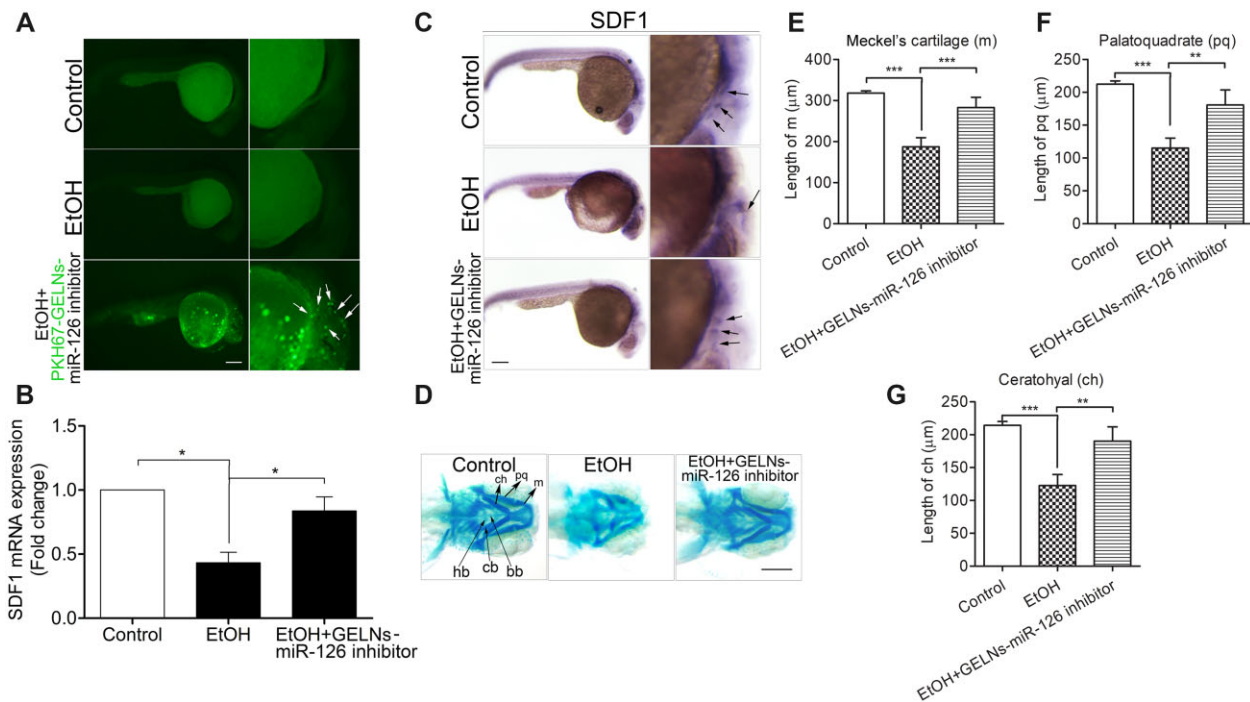 A
Control
EtOH
EtOH+
PKH67-GELNs-
miR-126 inhibitor
B
SDF1 mRNA expression
(Fold change)
1.5
1.0
0.5
0.0
*
*
Control
EtOH
EtOH+GELNs-
miR-126 inhibitor
C
SDF1
Control
EtOH
EtOH+GELNs-
miR-126 inhibitor
D
Control
ch
pq
m
hb
cb
bb
EtOH
EtOH+GELNs-
miR-126 inhibitor
E
Meckel's cartilage (m)
Length of m (μm)
400
300
200
100
0
***
***
Control
EtOH
EtOH+GELNs-miR-126 inhibitor
F
Palatoquadrate (pq)
Length of pq (μm)
250
200
150
100
50
0
***
**
Control
EtOH
EtOH+GELNs-miR-126 inhibitor
G
Ceratohyal (ch)
Length of ch (μm)
250
200
150
100
50
0
***
**
Control
EtOH
EtOH+GELNs-miR-126 inhibitor